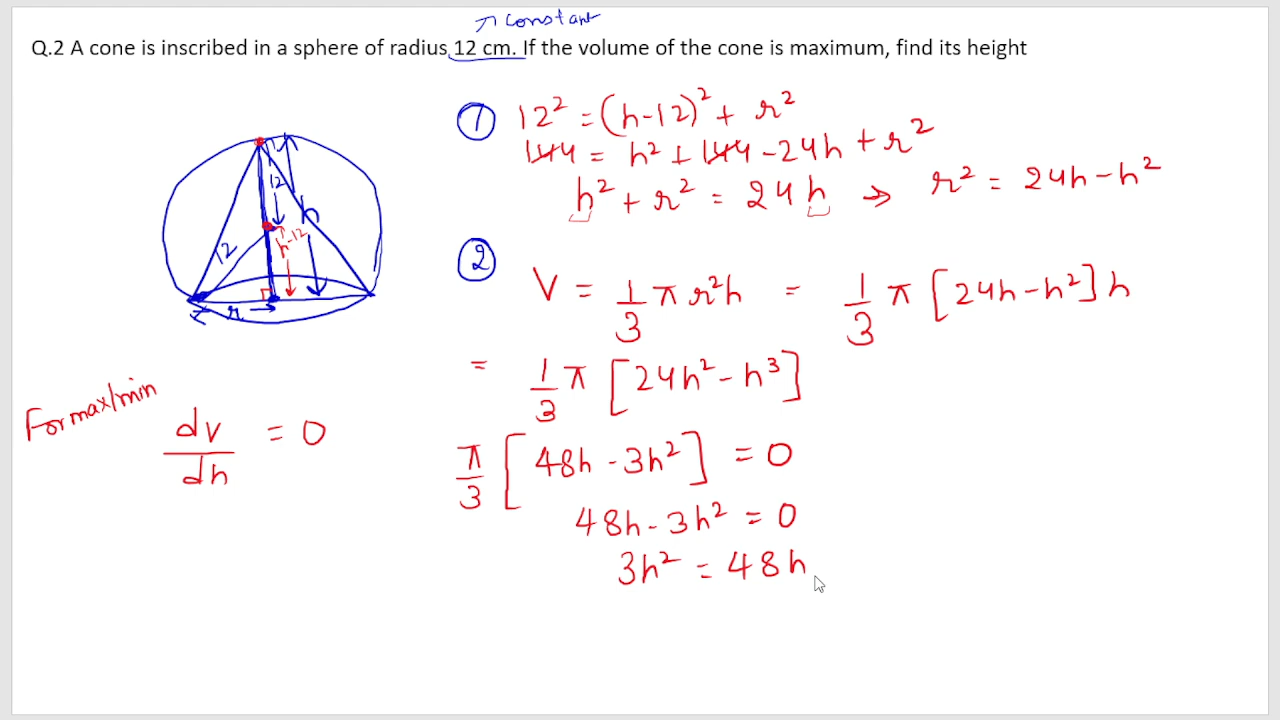 ↗ constant
Q.2 A cone is inscribed in a sphere of radius 12 cm. If the volume of the cone is maximum, find its height
① 12² = (h-12)² + r²
144 = h² + 144 - 24h + r²
h² + r² = 24h ⇒ r² = 24h - h²
12
h
12
h-12
r
② V = 1/3 π r²h = 1/3 π [24h - h²] h
= 1/3 π [24h² - h³]
For max/min
dv/dh = 0
π/3 [48h - 3h²] = 0
48h - 3h² = 0
3h² = 48h